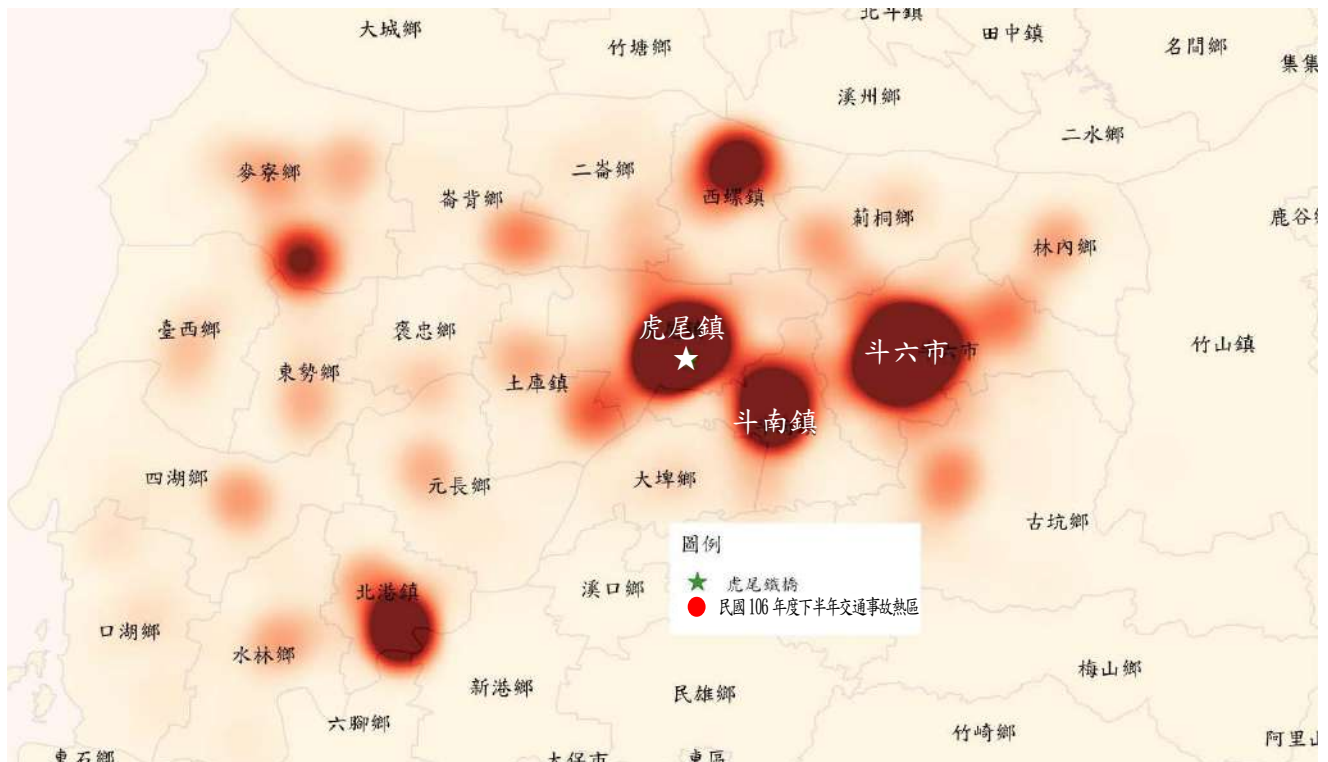 大城鄉
竹塘鄉
北斗鎮
田中鎮
名間鄉
集集
溪州鄉
二水鄉
麥寮鄉
崙背鄉
二崙鄉
西螺鎮
莿桐鄉
林內鄉
鹿谷鄉
臺西鄉
褒忠鄉
虎尾鎮
斗六市
竹山鎮
東勢鄉
土庫鎮
斗南鎮
四湖鄉
元長鄉
大埤鄉
古坑鄉
圖例
虎尾鐵橋
民國 106 年度下半年交通事故熱區
北港鎮
溪口鄉
口湖鄉
水林鄉
新港鄉
民雄鄉
梅山鄉
六腳鄉
竹崎鄉
阿里山
東石鄉
太保市
東區